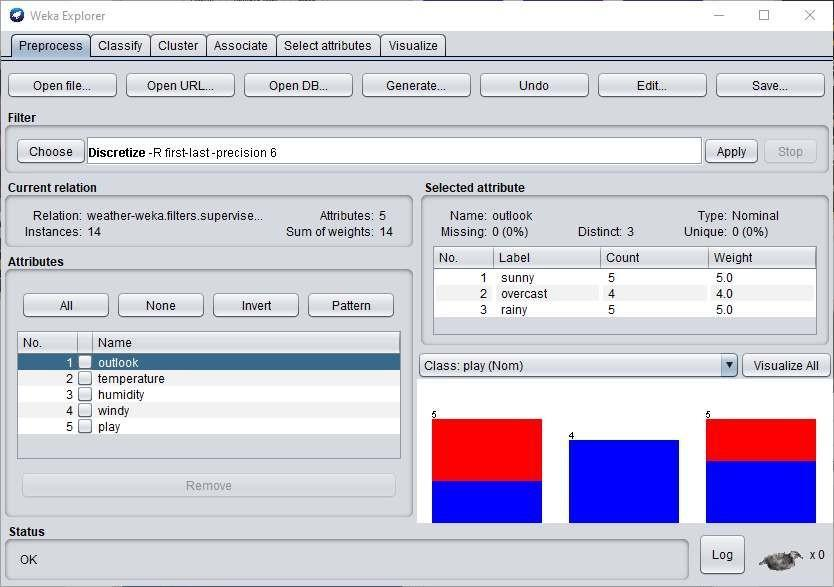 Weka Explorer
Preprocess Classify Cluster Associate Select attributes Visualize
Open file... Open URL... Open DB... Generate... Undo Edit... Save...
Filter
Choose Discretize -R first-last -precision 6 Apply Stop
Current relation
Relation: weather-weka.filters.supervise... Attributes: 5
Instances: 14 Sum of weights: 14
Attributes
All None Invert Pattern
No. Name
1 outlook
2 temperature
3 humidity
4 windy
5 play
Remove
Selected attribute
Name: outlook Type: Nominal
Missing: 0 (0%) Distinct: 3 Unique: 0 (0%)
No. Label Count Weight
1 sunny 5 5.0
2 overcast 4 4.0
3 rainy 5 5.0
Class: play (Nom) Visualize All
5 4 5
Status
OK Log x 0